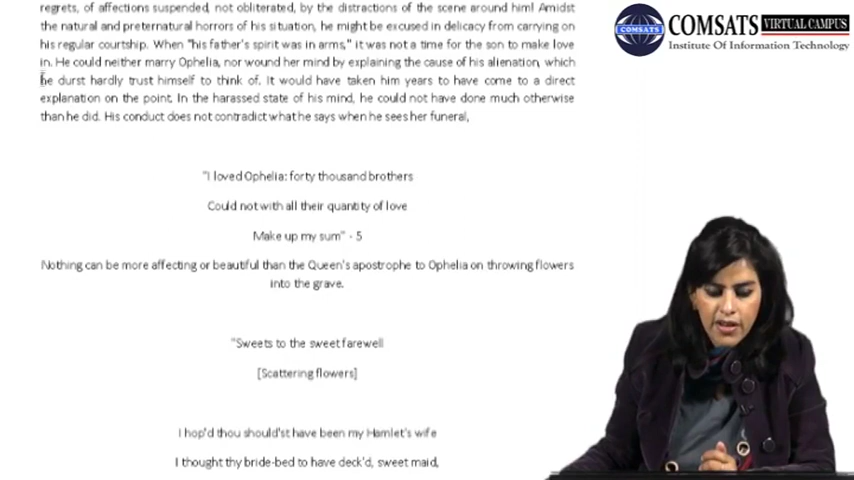 regrets, of affections suspended, not obliterated, by the distractions of the scene around him! Amidst
the natural and preternatural horrors of his situation, he might be excused in delicacy from carrying on
his regular courtship. When "his father's spirit was in arms," it was not a time for the son to make love
in. He could neither marry Ophelia, nor wound her mind by explaining the cause of his alienation, which
he durst hardly trust himself to think of. It would have taken him years to have come to a direct
explanation on the point. In the harassed state of his mind, he could not have done much otherwise
than he did. His conduct does not contradict what he says when he sees her funeral,
"I loved Ophelia: forty thousand brothers
Could not with all their quantity of love
Make up my sum" - 5
Nothing can be more affecting or beautiful than the Queen's apostrophe to Ophelia on throwing flowers
into the grave.
"Sweets to the sweet farewell
[Scattering flowers]
I hop'd thou should'st have been my Hamlet's wife
I thought thy bride-bed to have deck'd, sweet maid,
COMSATS
COMSATS VIRTUAL CAMPUS
Institute Of Information Technology